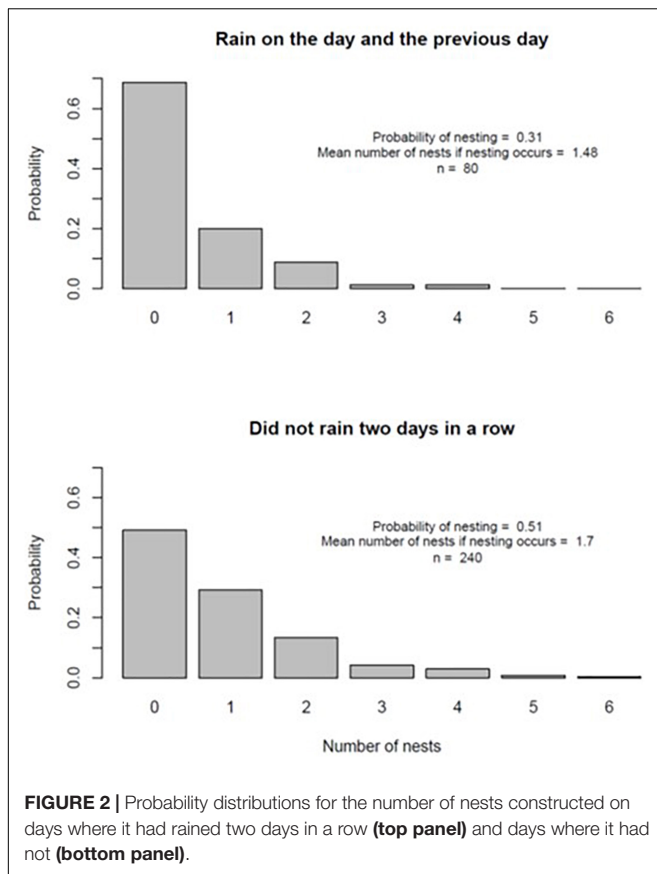 Rain on the day and the previous day
Probability of nesting = 0.31
Mean number of nests if nesting occurs = 1.48
n = 80
Probability
0.0 0.2 0.4 0.6
0 1 2 3 4 5 6
Did not rain two days in a row
Probability of nesting = 0.51
Mean number of nests if nesting occurs = 1.7
n = 240
Probability
0.0 0.2 0.4 0.6
0 1 2 3 4 5 6
Number of nests
FIGURE 2 | Probability distributions for the number of nests constructed on
days where it had rained two days in a row (top panel) and days where it had
not (bottom panel).